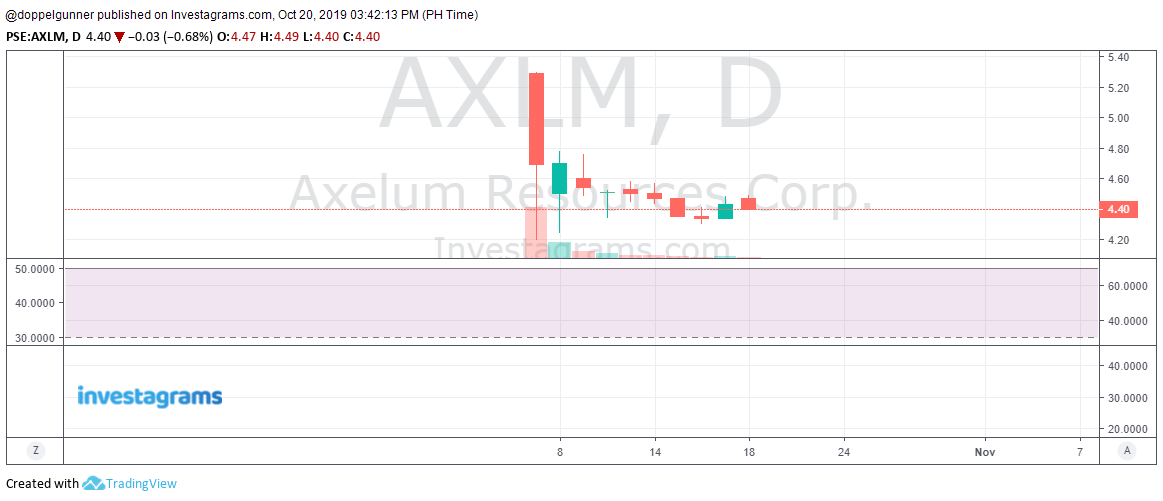 @doppelgunner published on Investagrams.com, Oct 20, 2019 03:42:13 PM (PH Time)
PSE:AXLM, D 4.40 ▼ −0.03 (−0.68%) O:4.47 H:4.49 L:4.40 C:4.40
AXLM, D
Axelum Resources Corp.
Investagrams.com
5.40
5.20
5.00
4.80
4.60
4.40
4.20
50.0000
40.0000
30.0000
60.0000
40.0000
investagrams
40.0000
30.0000
20.0000
Z 8 14 18 24 Nov 7 A
Created with TradingView